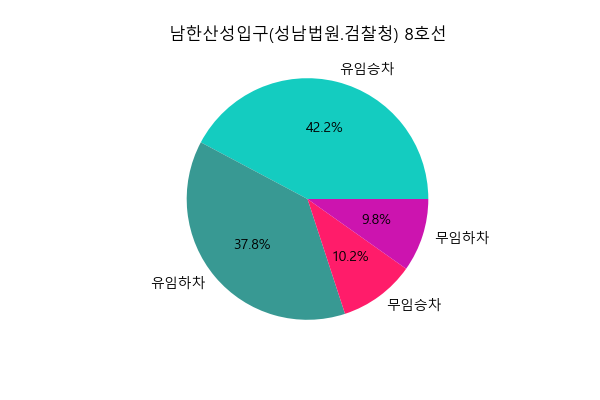 남한산성입구(성남법원.검찰청) 8호선
유임승차
42.2%
9.8%
무임하차
37.8%
10.2%
유임하차
무임승차